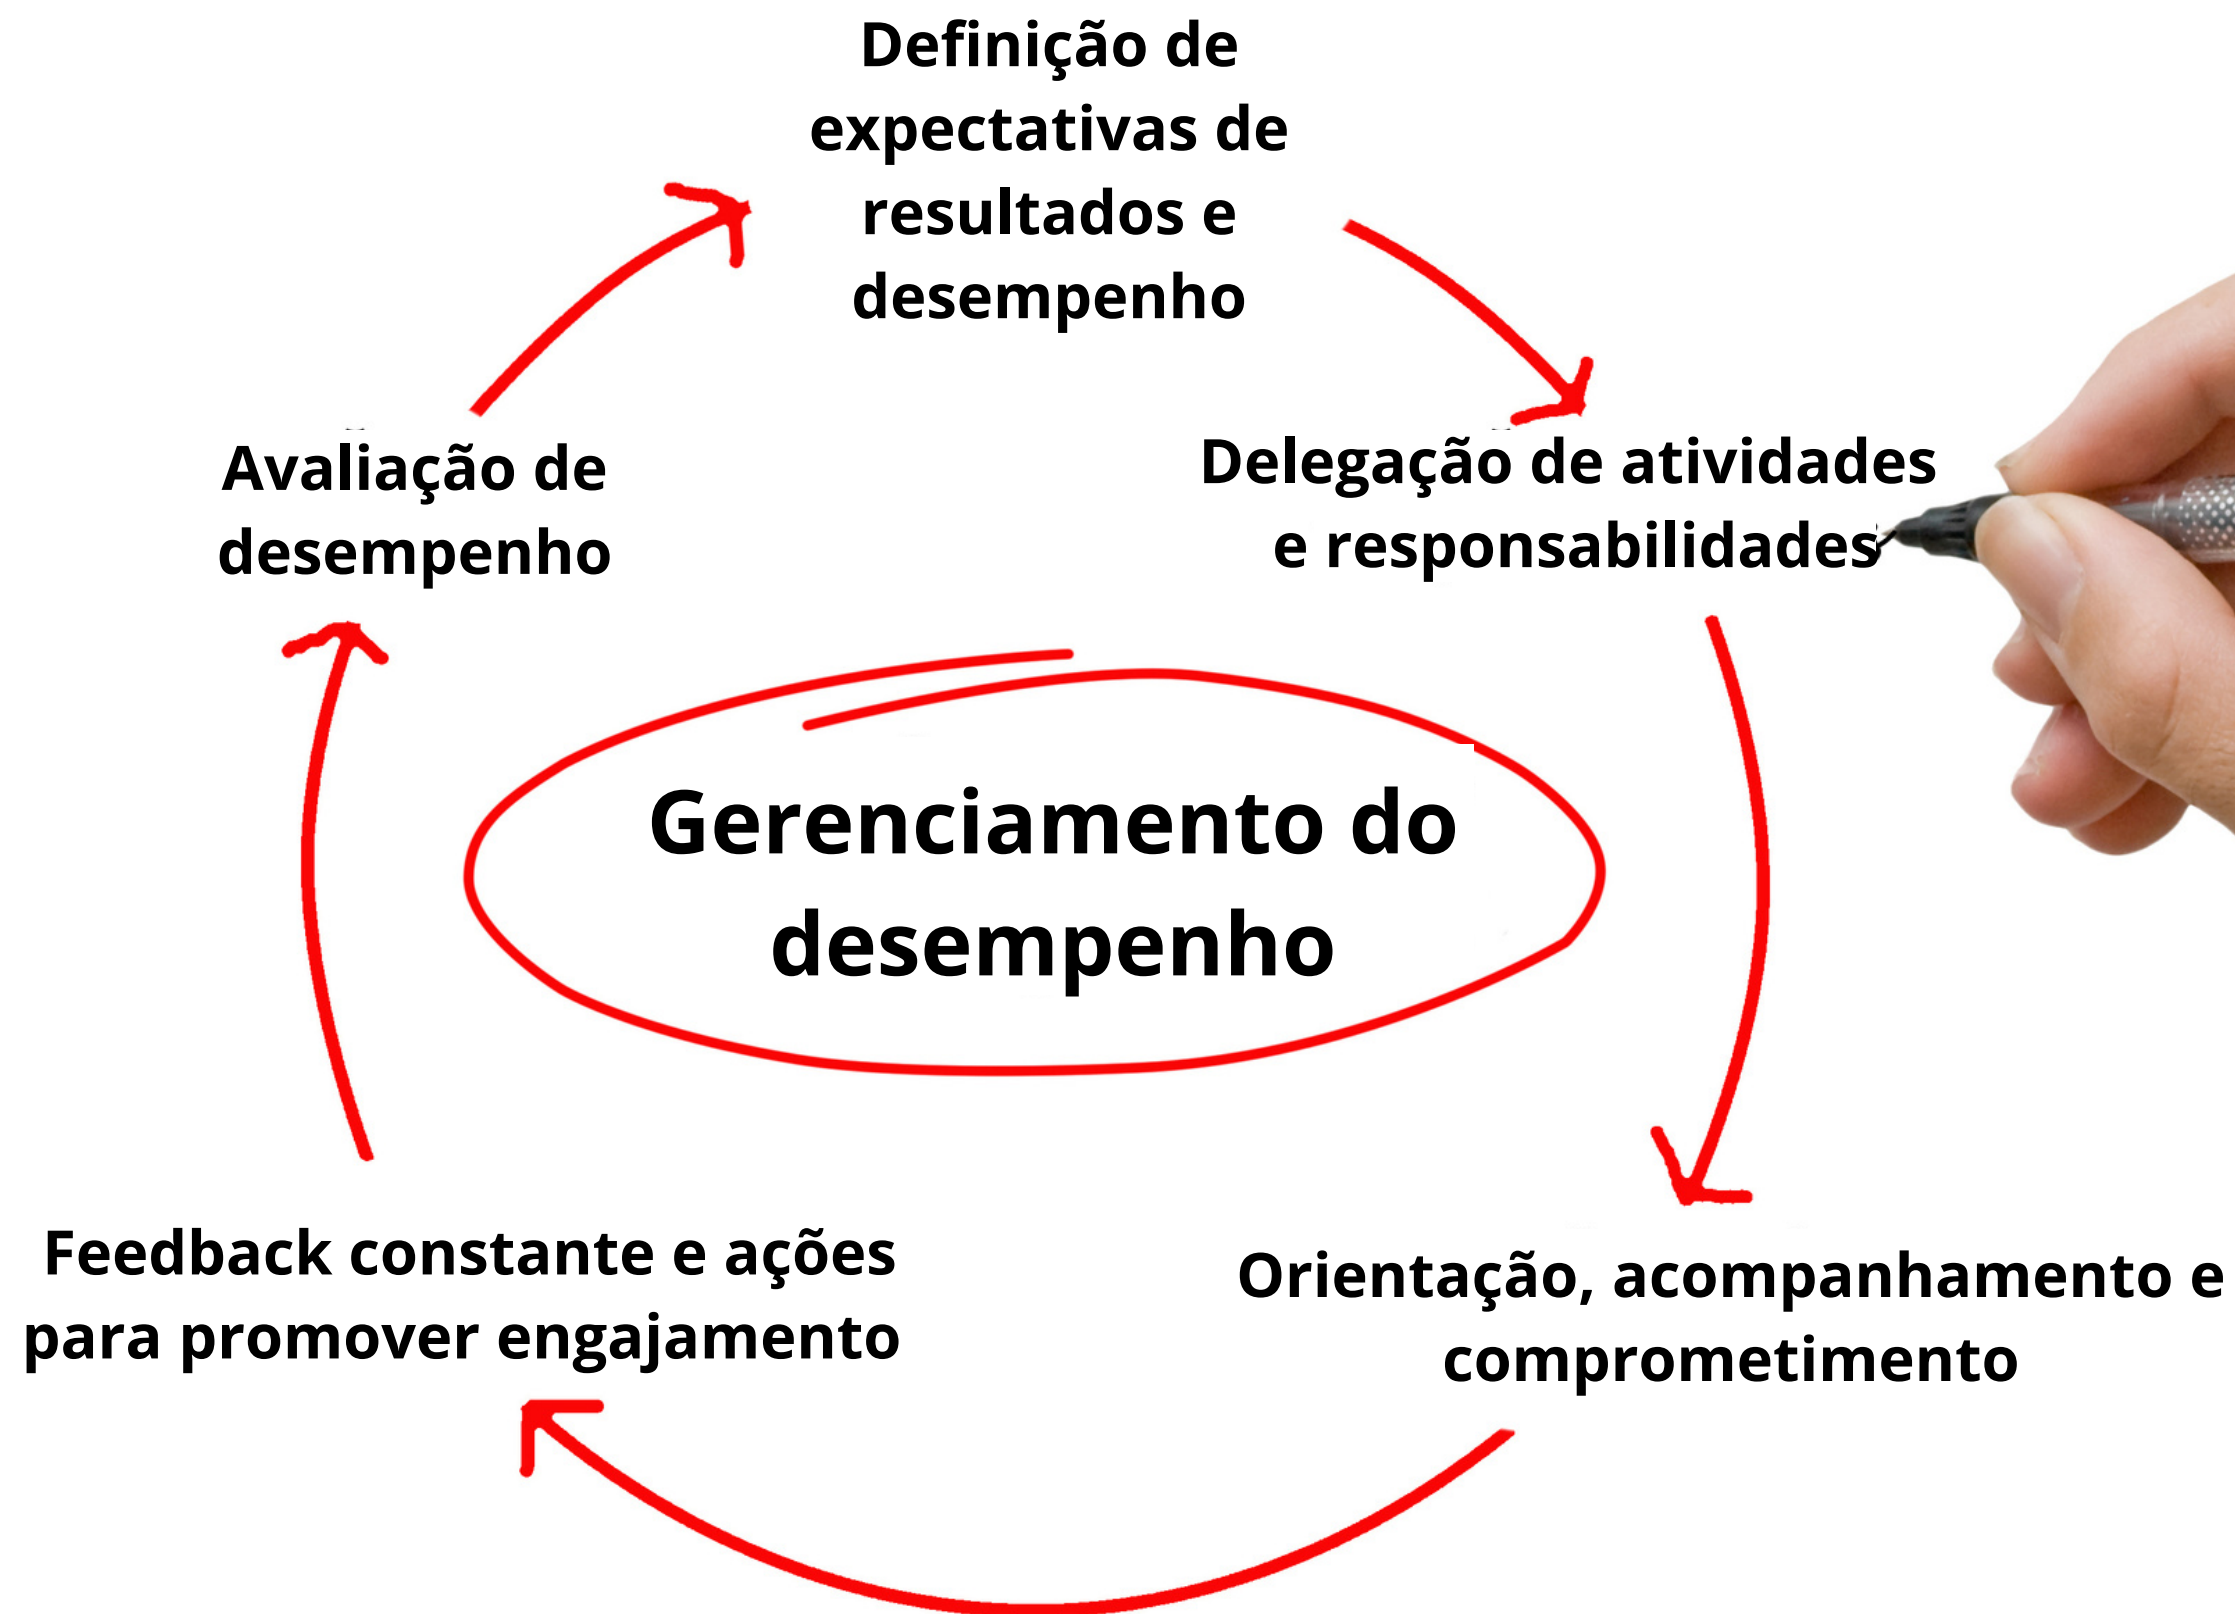 Definição de
expectativas de
resultados e
desempenho
Delegação de atividades
e responsabilidades
Orientação, acompanhamento e
comprometimento
Feedback constante e ações
para promover engajamento
Avaliação de
desempenho
Gerenciamento do
desempenho